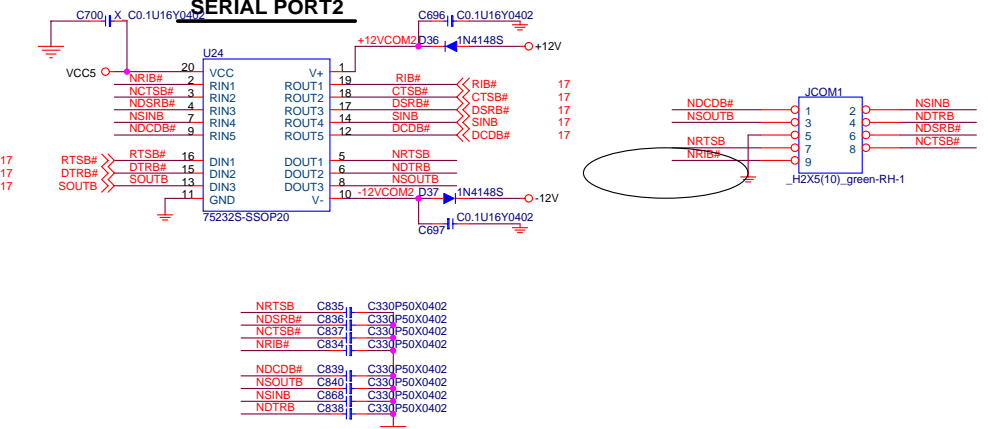 SERIAL PORT2
C700 X_C0.1U16Y0402
C696 C0.1U16Y0402
+12VCOM2 D36 1N4148S
+12V
U24
VCC5
20 VCC V+ 1
NRIB# 2 RIN1 ROUT1 19 RIB# RIB# 17
NCTSB# 3 RIN2 ROUT2 18 CTSB# CTSB# 17
NDSRB# 4 RIN3 ROUT3 17 DSRB# DSRB# 17
NSINB 7 RIN4 ROUT4 14 SINB SINB 17
NDCDB# 9 RIN5 ROUT5 12 DCDB# DCDB# 17
17 RTSB# RTSB# 16 DIN1 DOUT1 5 NRTSB
17 DTRB# DTRB# 15 DIN2 DOUT2 6 NDTRB
17 SOUTB SOUTB 13 DIN3 DOUT3 8 NSOUTB
11 GND V- 10 -12VCOM2 D37 1N4148S -12V
75232S-SSOP20
C697 C0.1U16Y0402
JCOM1
NDCDB# 1 2 NSINB
NSOUTB 3 4 NDTRB
5 6 NDSRB#
NRTSB 7 8 NCTSB#
NRIB# 9
_H2X5(10)_green-RH-1
NRTSB C835 C330P50X0402
NDSRB# C836 C330P50X0402
NCTSB# C837 C330P50X0402
NRIB# C834 C330P50X0402
NDCDB# C839 C330P50X0402
NSOUTB C840 C330P50X0402
NSINB C868 C330P50X0402
NDTRB C838 C330P50X0402